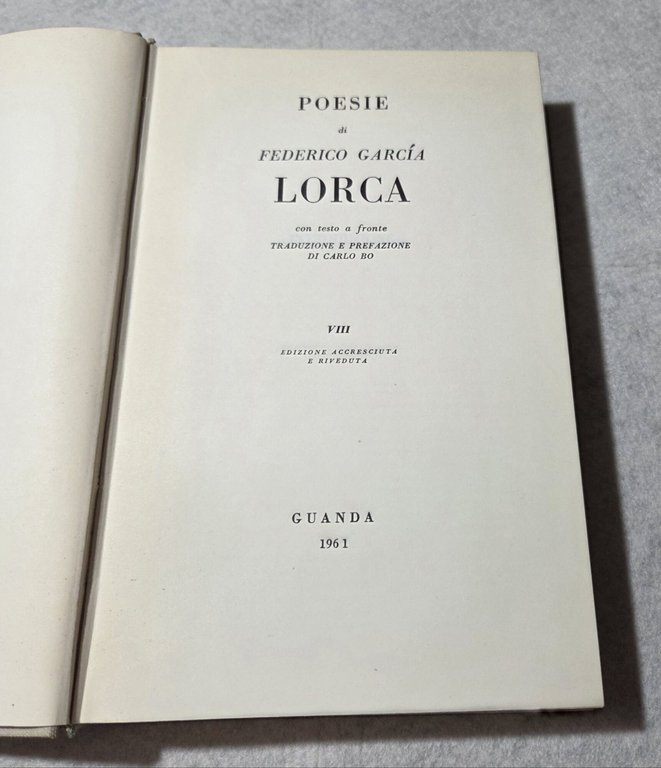 POESIE
di
FEDERICO GARCÍA
LORCA
con testo a fronte
TRADUZIONE E PREFAZIONE
DI CARLO BO
VIII
EDIZIONE ACCRESCIUTA
E RIVEDUTA
GUANDA
1961